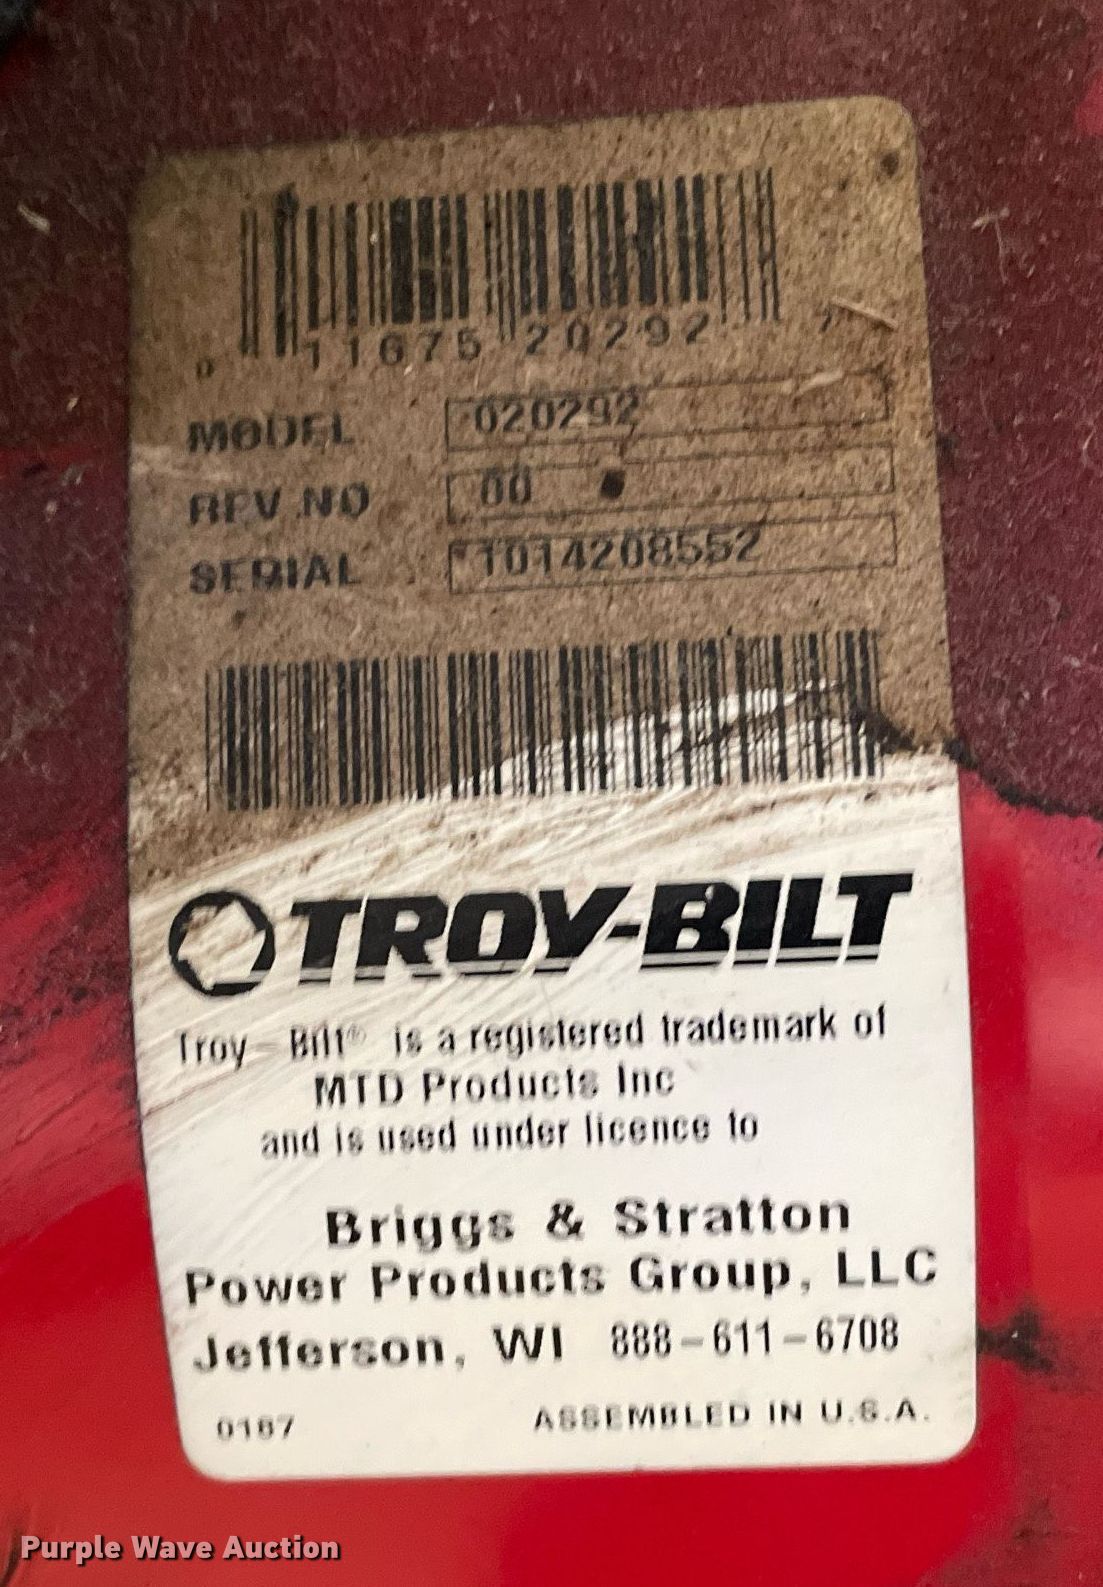 0 11675 20292 7
MODEL 020292
REV.NO 00
SERIAL 1014208552
TROY-BILT
Troy-Bilt® is a registered trademark of
MTD Products Inc
and is used under licence to
Briggs & Stratton
Power Products Group, LLC
Jefferson, WI 888-611-6708
0187 ASSEMBLED IN U.S.A.
Purple Wave Auction